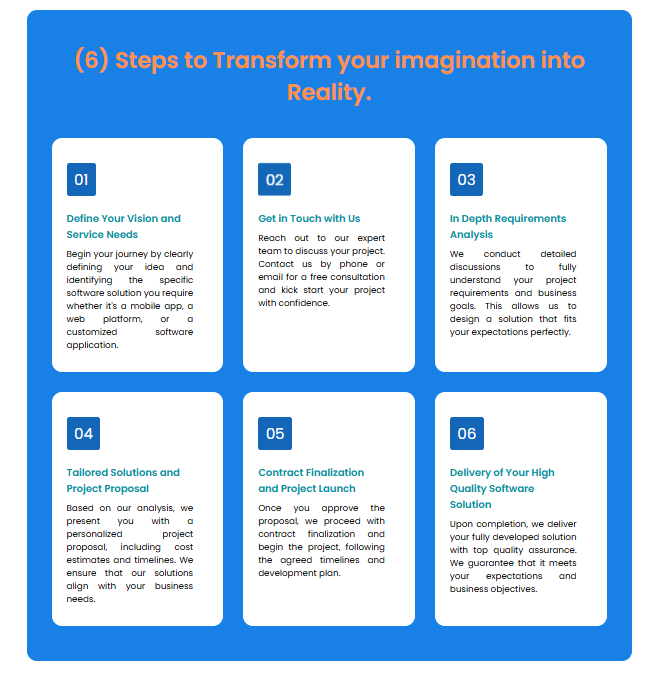 (6) Steps to Transform your imagination into
Reality.
01
Define Your Vision and
Service Needs
Begin your journey by clearly
defining your idea and
identifying the specific
software solution you require
whether it's a mobile app, a
web platform, or a
customized software
application.
02
Get in Touch with Us
Reach out to our expert
team to discuss your project.
Contact us by phone or
email for a free consultation
and kick start your project
with confidence.
03
In Depth Requirements
Analysis
We conduct detailed
discussions to fully
understand your project
requirements and business
goals. This allows us to
design a solution that fits
your expectations perfectly.
04
Tailored Solutions and
Project Proposal
Based on our analysis, we
present you with a
personalized project
proposal, including cost
estimates and timelines. We
ensure that our solutions
align with your business
needs.
05
Contract Finalization
and Project Launch
Once you approve the
proposal, we proceed with
contract finalization and
begin the project, following
the agreed timelines and
development plan.
06
Delivery of Your High
Quality Software
Solution
Upon completion, we deliver
your fully developed solution
with top quality assurance.
We guarantee that it meets
your expectations and
business objectives.